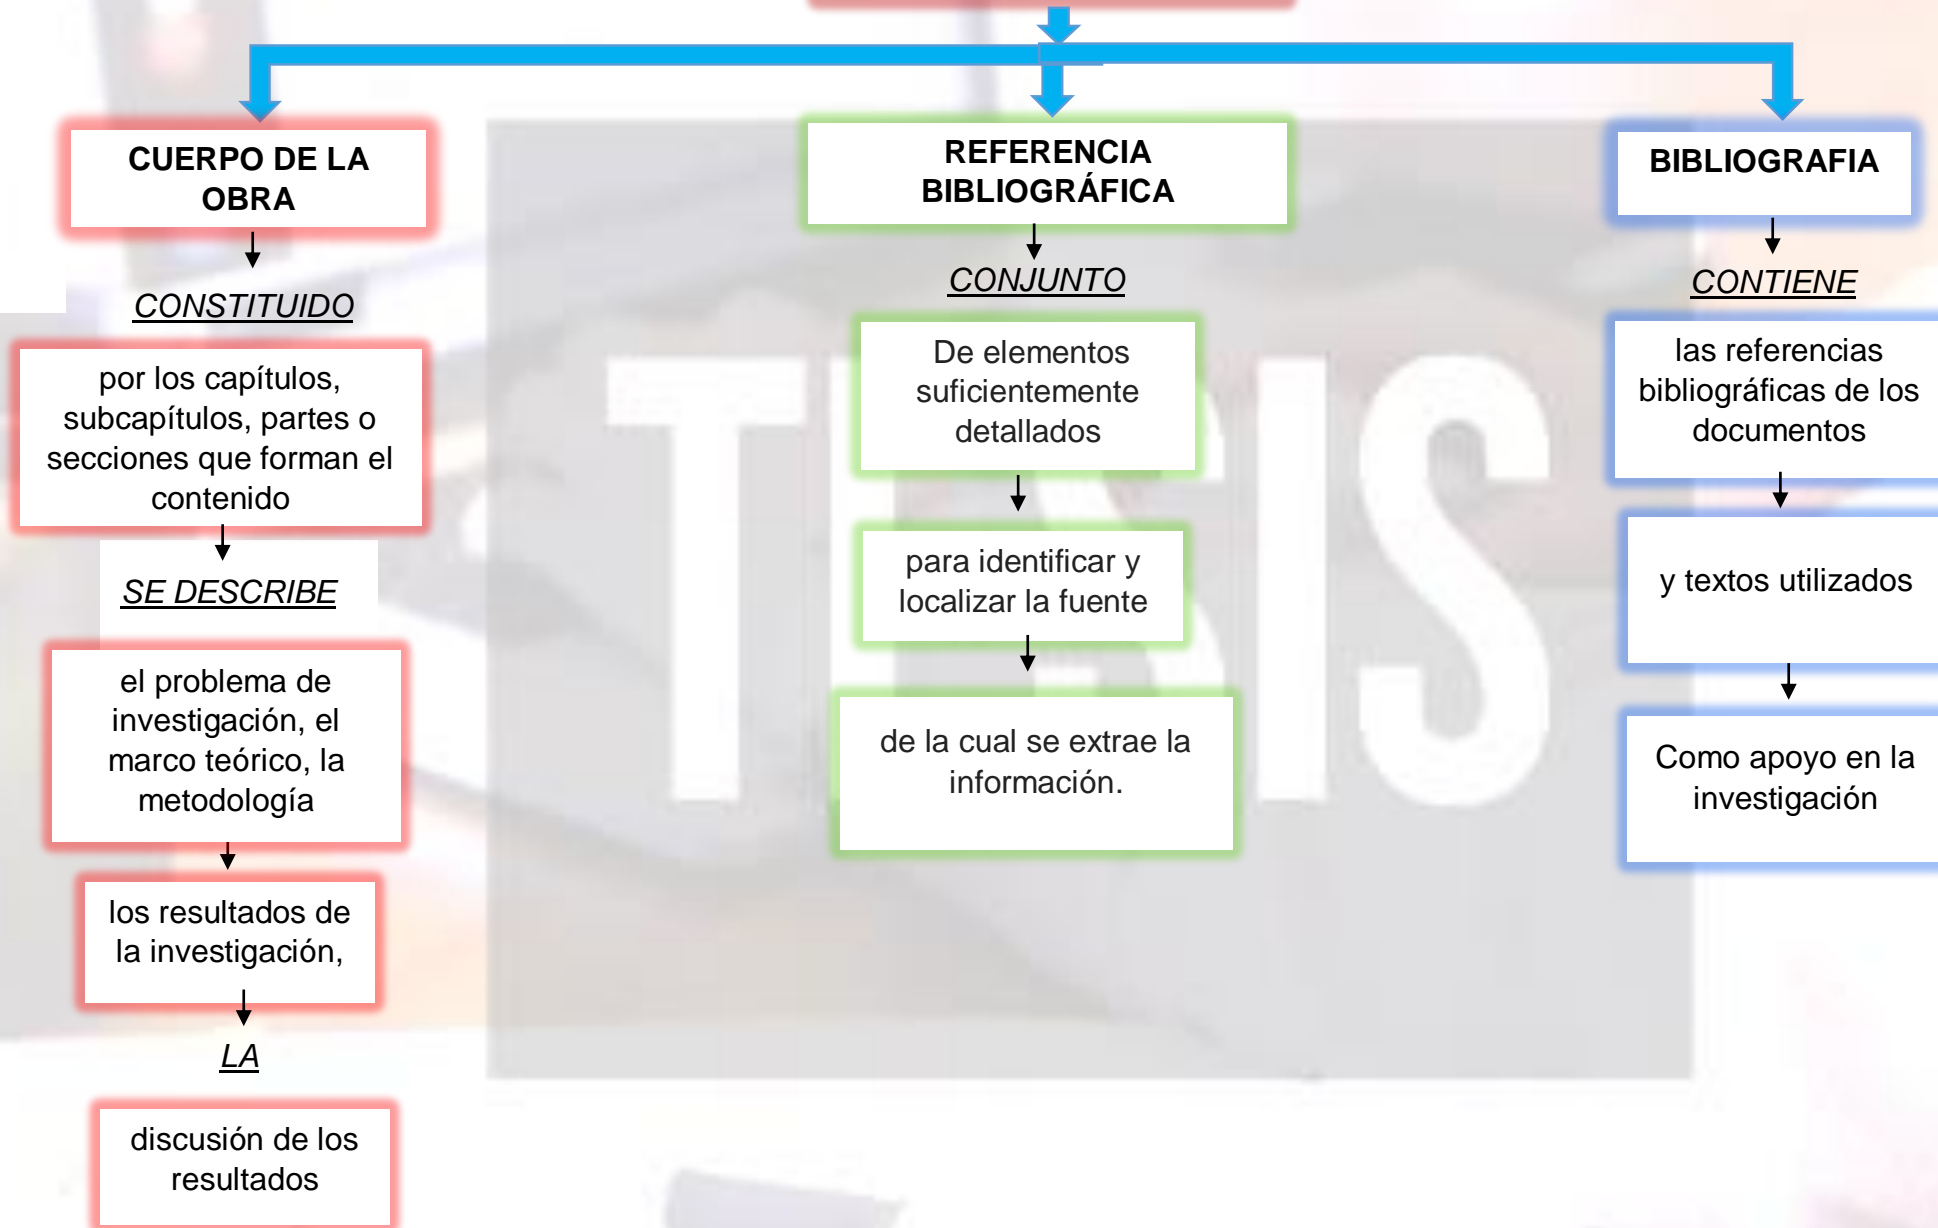 CUERPO DE LA
OBRA
CONSTITUIDO
por los capítulos,
subcapítulos, partes o
secciones que forman el
contenido
SE DESCRIBE
el problema de
investigación, el
marco teórico, la
metodología
los resultados de
la investigación,
LA
discusión de los
resultados
REFERENCIA
BIBLIOGRÁFICA
CONJUNTO
De elementos
suficientemente
detallados
para identificar y
localizar la fuente
de la cual se extrae la
información.
BIBLIOGRAFIA
CONTIENE
las referencias
bibliográficas de los
documentos
y textos utilizados
Como apoyo en la
investigación
TESIS